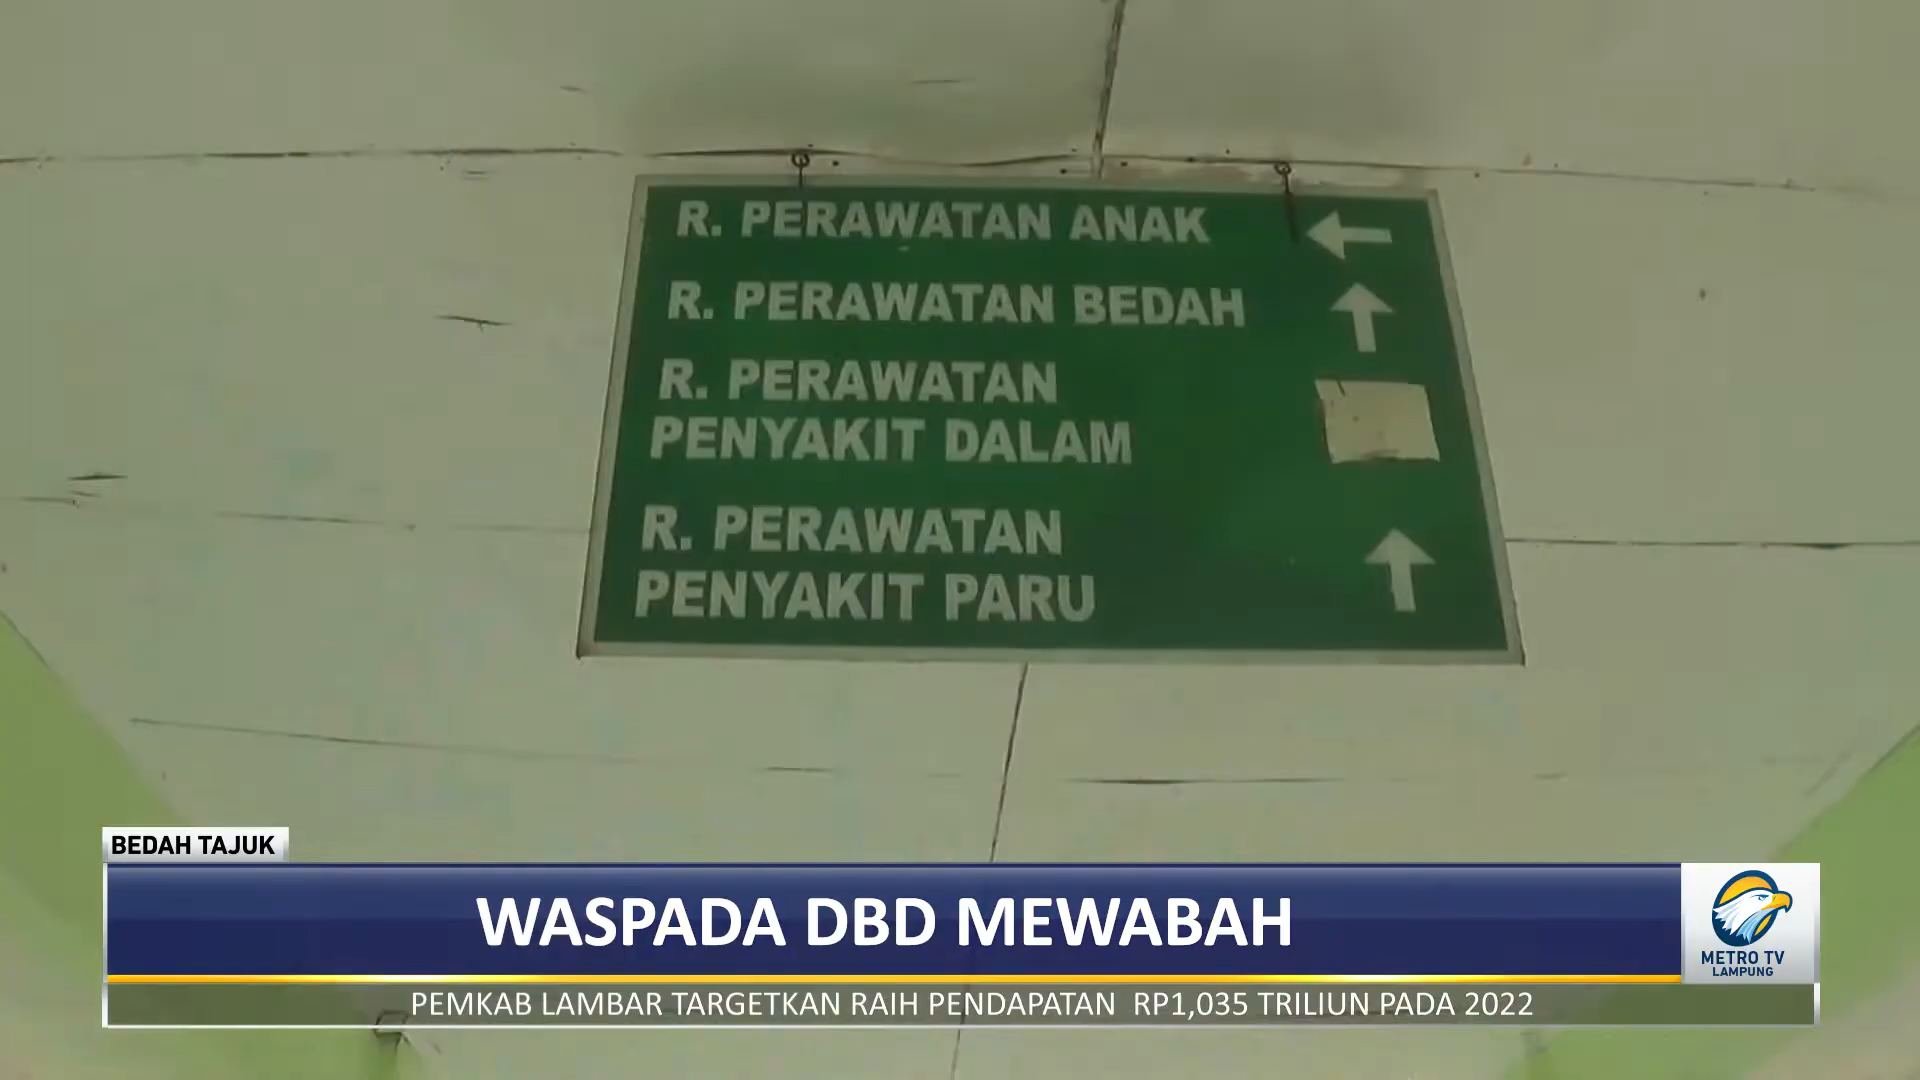 R. PERAWATAN ANAK
R. PERAWATAN BEDAH
R. PERAWATAN
PENYAKIT DALAM
R. PERAWATAN
PENYAKIT PARU
BEDAH TAJUK
WASPADA DBD MEWABAH
METRO TV
LAMPUNG
PEMKAB LAMBAR TARGETKAN RAIH PENDAPATAN RP1,035 TRILIUN PADA 2022